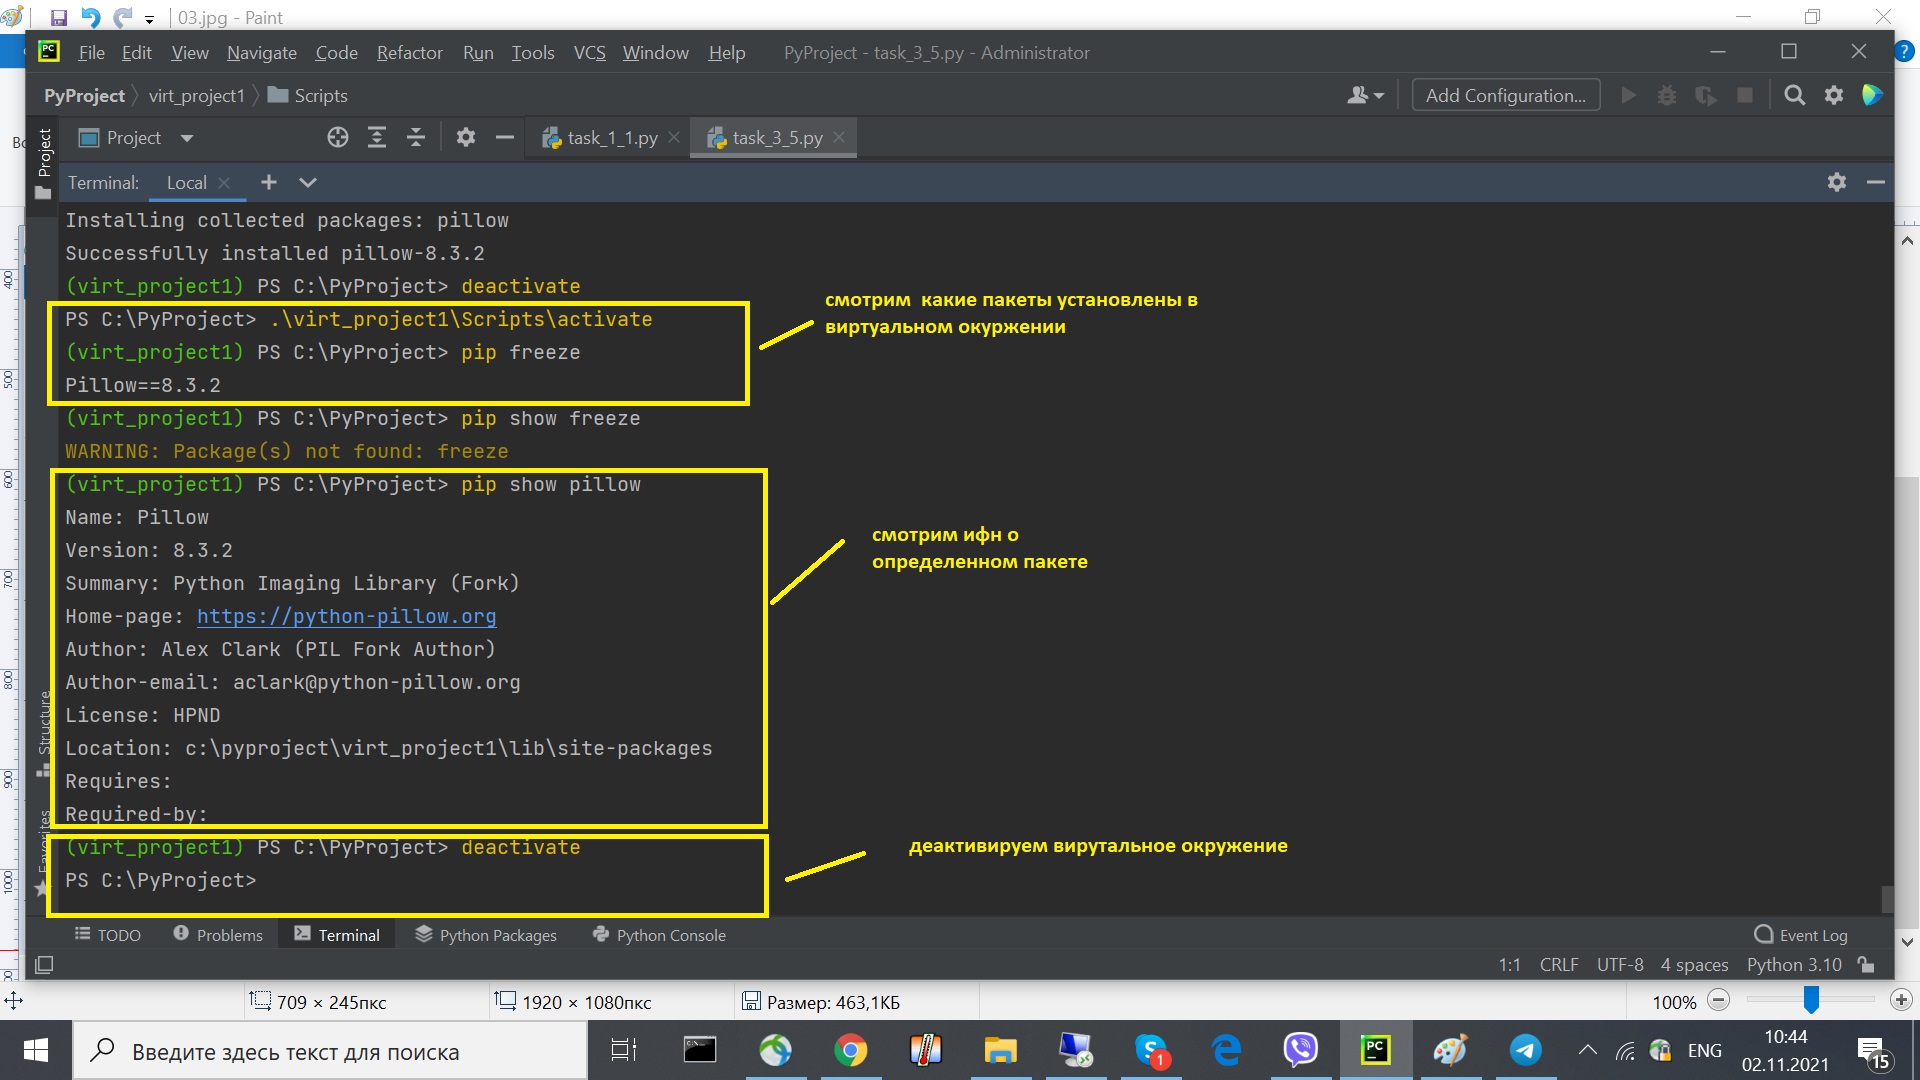 03.jpg - Paint
File Edit View Navigate Code Refactor Run Tools VCS Window Help PyProject - task_3_5.py - Administrator
PyProject virt_project1 Scripts Add Configuration...
Project task_1_1.py task_3_5.py
Project
Terminal: Local
Installing collected packages: pillow
Successfully installed pillow-8.3.2
(virt_project1) PS C:\PyProject> deactivate
PS C:\PyProject> .\virt_project1\Scripts\activate
(virt_project1) PS C:\PyProject> pip freeze
Pillow==8.3.2
смотрим какие пакеты установлены в
виртуальном окуржении
(virt_project1) PS C:\PyProject> pip show freeze
WARNING: Package(s) not found: freeze
(virt_project1) PS C:\PyProject> pip show pillow
Name: Pillow
Version: 8.3.2
Summary: Python Imaging Library (Fork)
Home-page: https://python-pillow.org
Author: Alex Clark (PIL Fork Author)
Author-email: aclark@python-pillow.org
License: HPND
Location: c:\pyproject\virt_project1\lib\site-packages
Requires:
Required-by:
смотрим ифн о
определенном пакете
(virt_project1) PS C:\PyProject> deactivate
PS C:\PyProject>
деактивируем вирутальное окружение
Structure
Favorites
400
500
600
700
800
900
1000
TODO Problems Terminal Python Packages Python Console Event Log
1:1 CRLF UTF-8 4 spaces Python 3.10
709 × 245пкс 1920 × 1080пкс Размер: 463,1КБ 100%
Введите здесь текст для поиска
1
ENG
10:44
02.11.2021
15